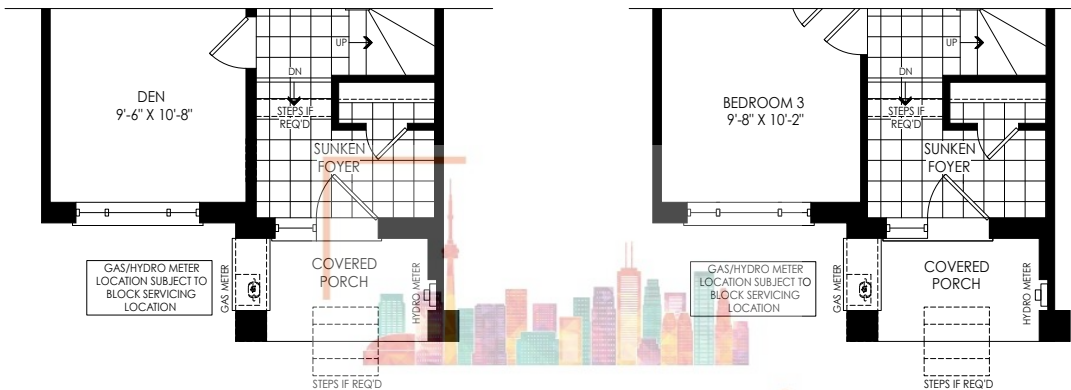 UP
DN
DEN
9'-6" X 10'-8"
STEPS IF
REQ'D
SUNKEN
FOYER
GAS/HYDRO METER
LOCATION SUBJECT TO
BLOCK SERVICING
LOCATION
GAS METER
COVERED
PORCH
HYDRO METER
STEPS IF REQ'D
UP
DN
BEDROOM 3
9'-8" X 10'-2"
STEPS IF
REQ'D
SUNKEN
FOYER
GAS/HYDRO METER
LOCATION SUBJECT TO
BLOCK SERVICING
LOCATION
GAS METER
COVERED
PORCH
HYDRO METER
STEPS IF REQ'D